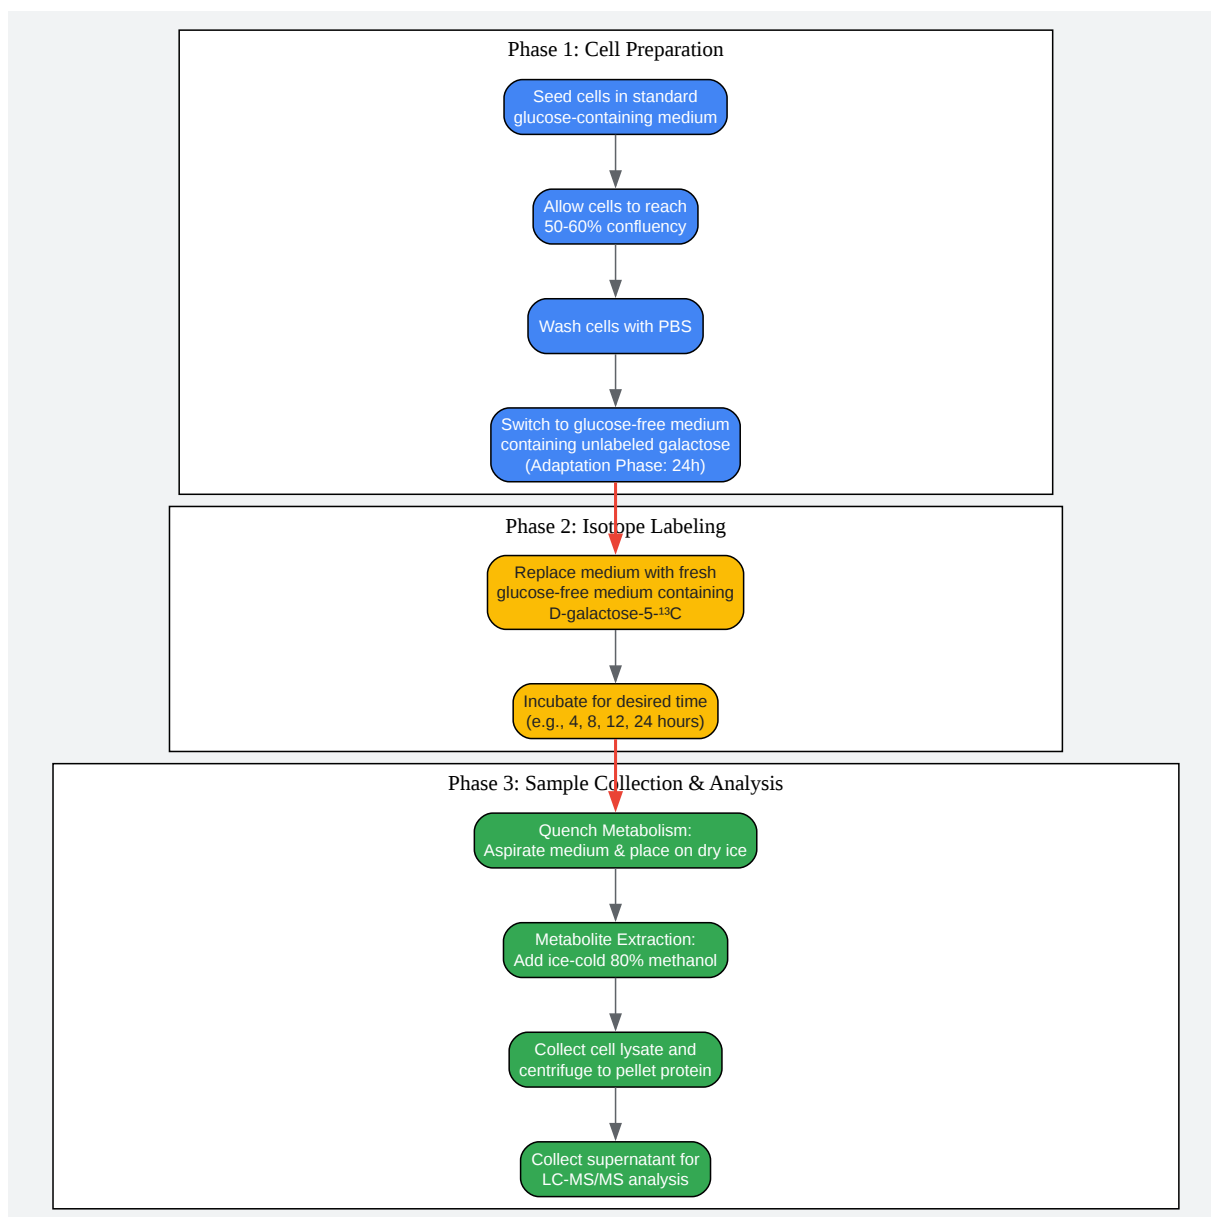 Phase 1: Cell Preparation
Seed cells in standard
glucose-containing medium
Allow cells to reach
50-60% confluency
Wash cells with PBS
Switch to glucose-free medium
containing unlabeled galactose
(Adaptation Phase: 24h)
Phase 2: Isotope Labeling
Replace medium with fresh
glucose-free medium containing
D-galactose-5-¹³C
Incubate for desired time
(e.g., 4, 8, 12, 24 hours)
Phase 3: Sample Collection & Analysis
Quench Metabolism:
Aspirate medium & place on dry ice
Metabolite Extraction:
Add ice-cold 80% methanol
Collect cell lysate and
centrifuge to pellet protein
Collect supernatant for
LC-MS/MS analysis